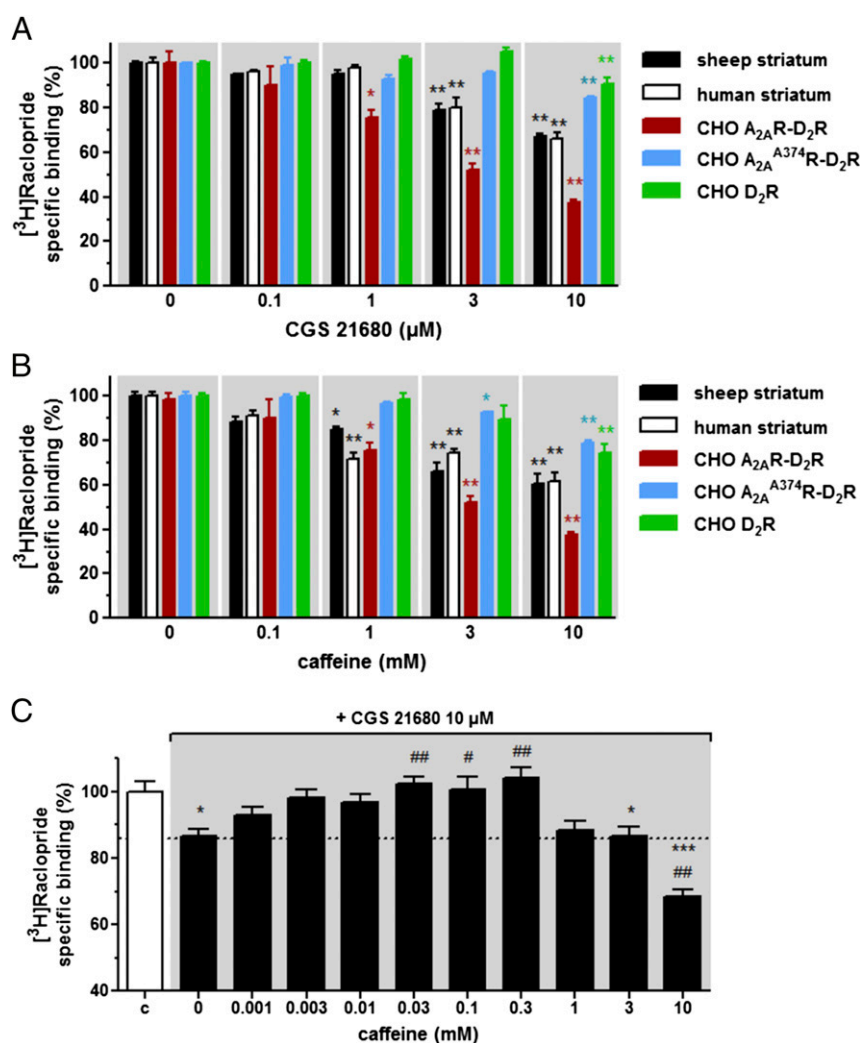 A
[³H]Raclopride
specific binding (%)
100
80
60
40
20
0
** ** ** ** ** ** ** * ** **
sheep striatum
human striatum
CHO A₂AR-D₂R
CHO A₂A^A374R-D₂R
CHO D₂R
0 0.1 1 3 10
CGS 21680 (µM)
B
[³H]Raclopride
specific binding (%)
100
80
60
40
20
0
* ** * ** ** ** * ** ** ** ** **
sheep striatum
human striatum
CHO A₂AR-D₂R
CHO A₂A^A374R-D₂R
CHO D₂R
0 0.1 1 3 10
caffeine (mM)
C
+ CGS 21680 10 µM
[³H]Raclopride
specific binding (%)
100
80
60
40
* ## # ## * ***
##
c 0 0.001 0.003 0.01 0.03 0.1 0.3 1 3 10
caffeine (mM)